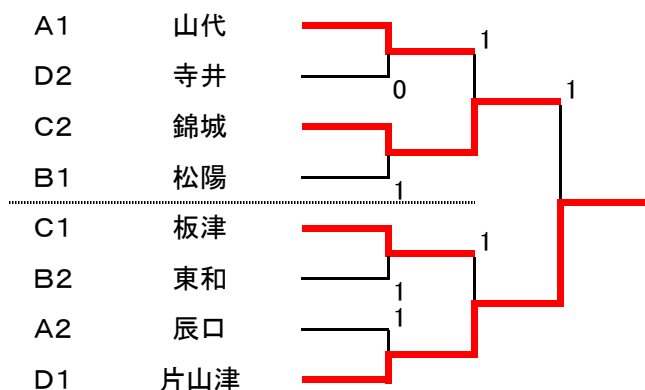 A1 山代 1
D2 寺井 0 1
C2 錦城
B1 松陽 1
C1 板津 1
B2 東和 1
A2 辰口 1
D1 片山津